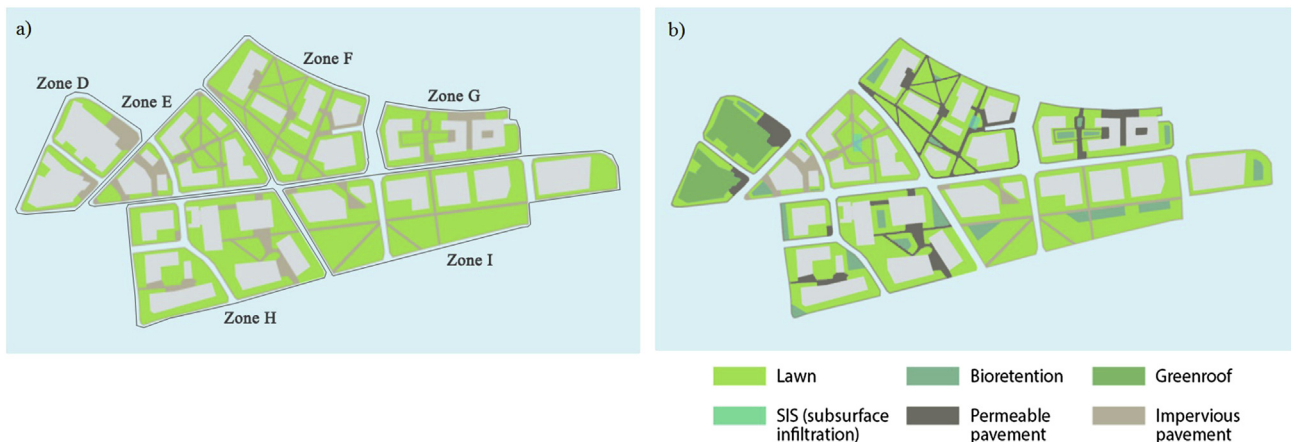 a)
b)
Zone F
Zone D
Zone E
Zone G
Zone I
Zone H
Lawn
Bioretention
Greenroof
SIS (subsurface
infiltration)
Permeable
pavement
Impervious
pavement